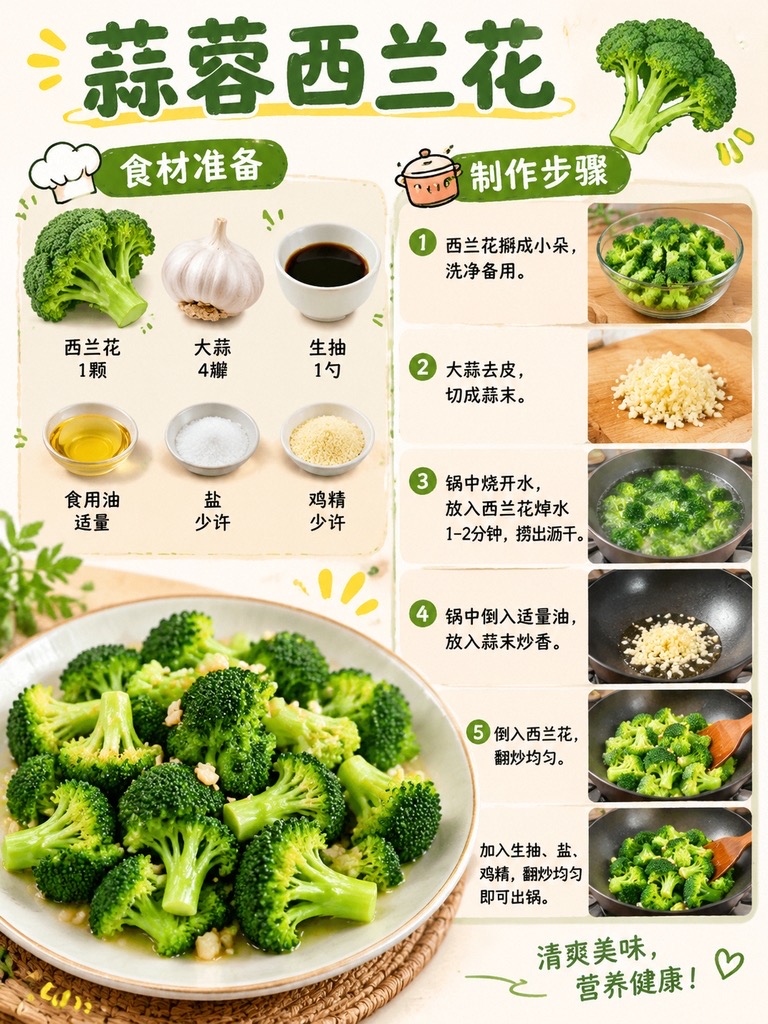 蒜蓉西兰花
食材准备
西兰花
1颗
大蒜
4瓣
生抽
1勺
食用油
适量
盐
少许
鸡精
少许
制作步骤
1 西兰花掰成小朵，
洗净备用。
2 大蒜去皮，
切成蒜末。
3 锅中烧开水，
放入西兰花焯水
1-2分钟，捞出沥干。
4 锅中倒入适量油，
放入蒜末炒香。
5 倒入西兰花，
翻炒均匀。
加入生抽、盐、
鸡精，翻炒均匀
即可出锅。
清爽美味，
营养健康！